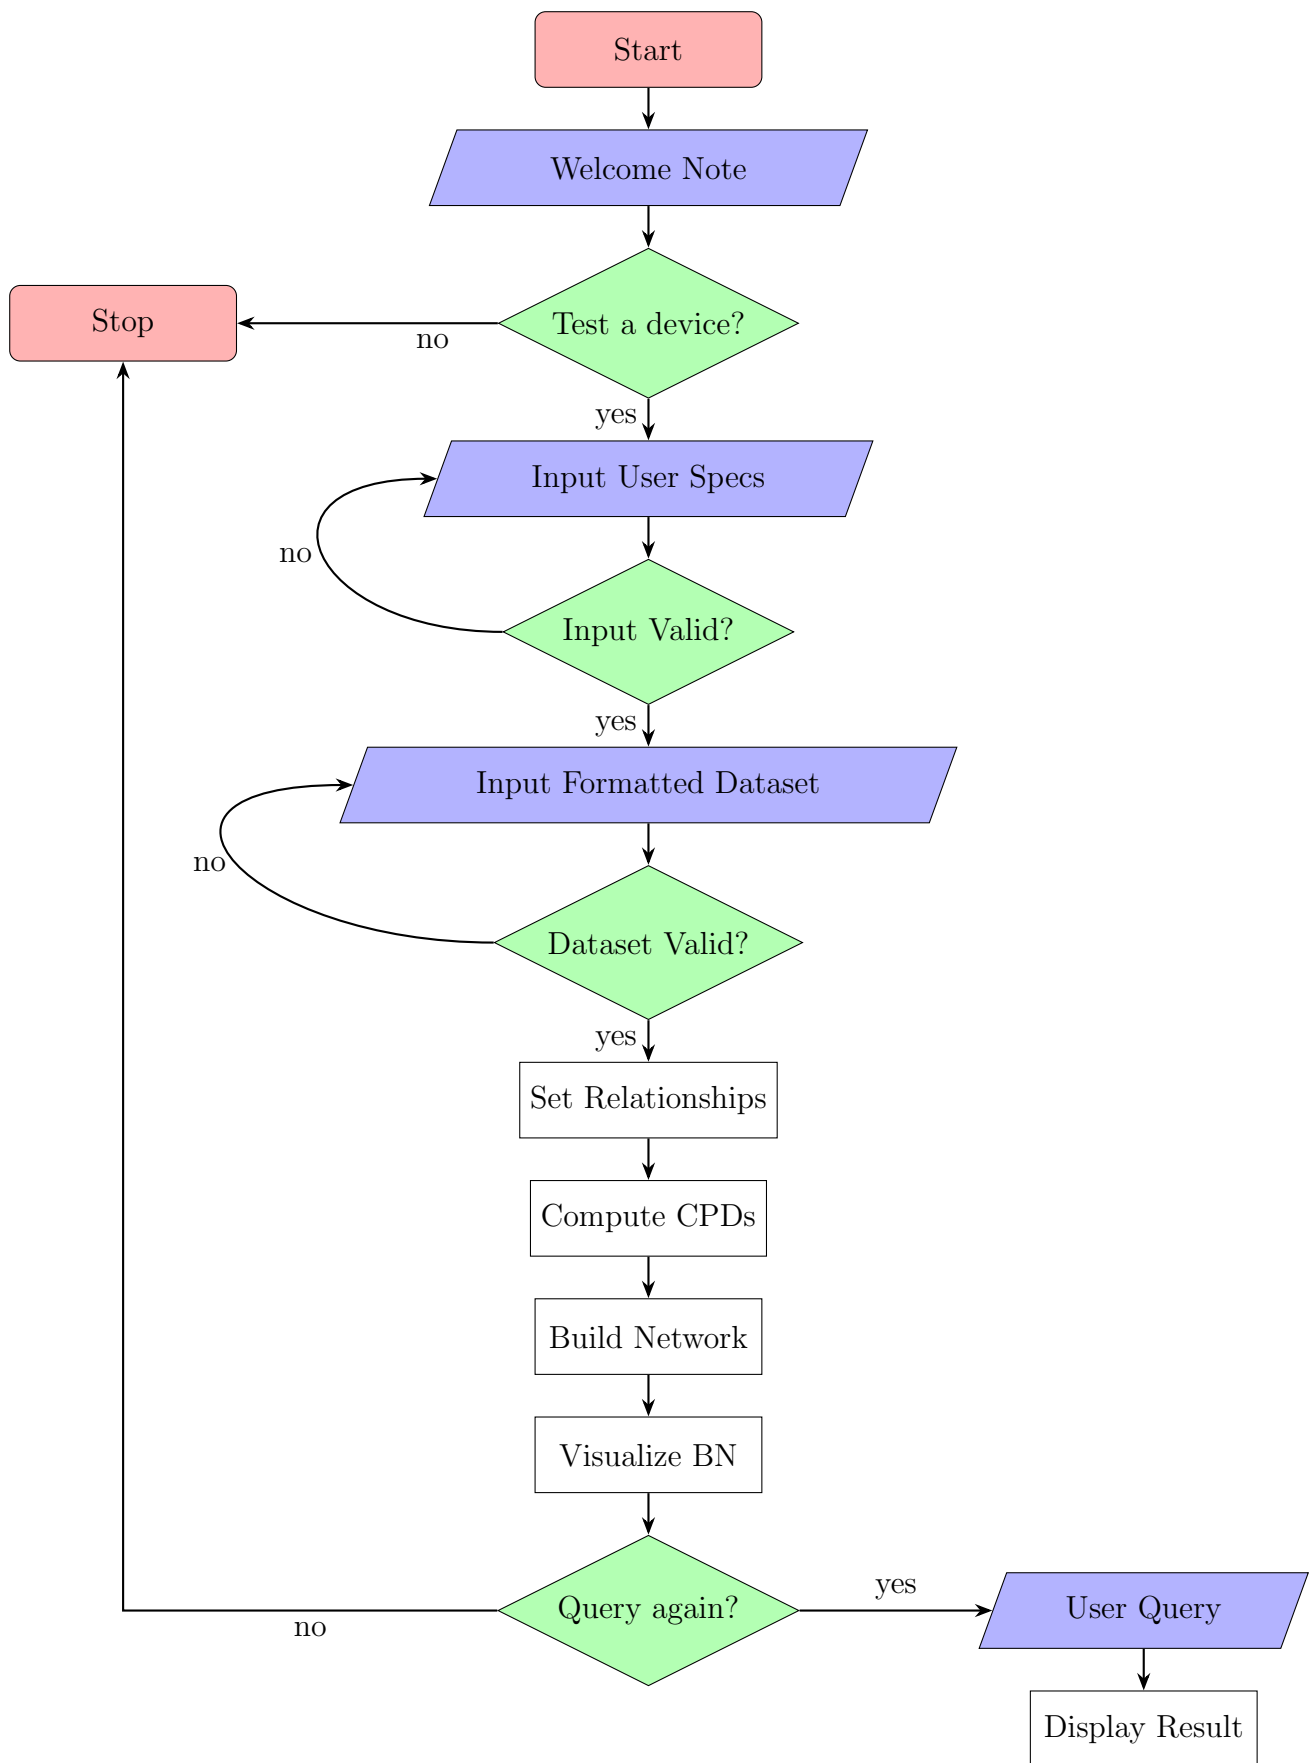 Start
Welcome Note
Test a device?
Stop
no
yes
Input User Specs
no
Input Valid?
yes
Input Formatted Dataset
no
Dataset Valid?
yes
Set Relationships
Compute CPDs
Build Network
Visualize BN
Query again?
yes
User Query
no
Display Result